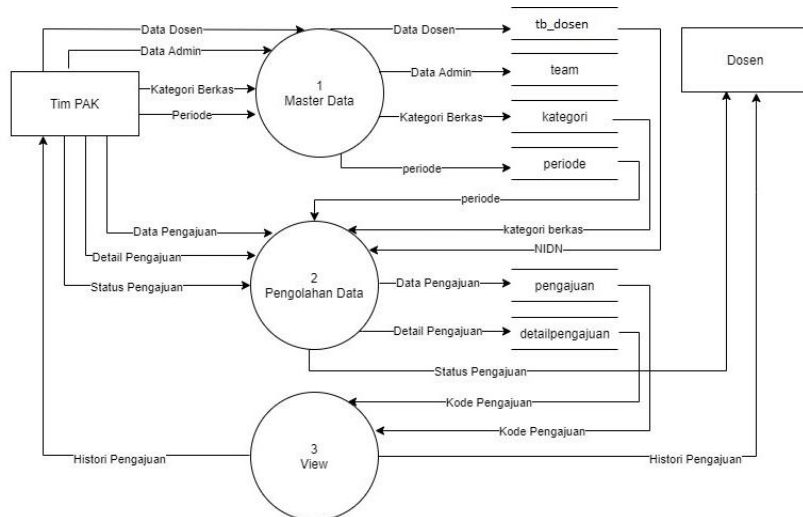 Data Dosen
Data Dosen
tb_dosen
Data Admin
Data Admin
team
Dosen
Tim PAK
Kategori Berkas
1
Master Data
Kategori Berkas
kategori
Periode
periode
periode
periode
Data Pengajuan
kategori berkas
NIDN
Detail Pengajuan
2
Pengolahan Data
Data Pengajuan
pengajuan
Status Pengajuan
Detail Pengajuan
detailpengajuan
Status Pengajuan
Kode Pengajuan
Kode Pengajuan
3
View
Histori Pengajuan
Histori Pengajuan